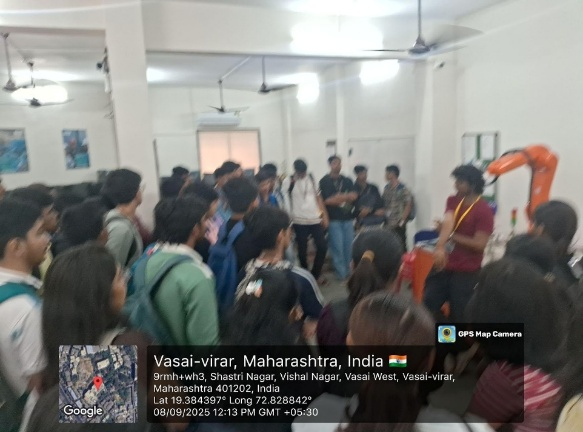 GPS Map Camera
Vasai-virar, Maharashtra, India 🇮🇳
9rmh+wh3, Shastri Nagar, Vishal Nagar, Vasai West, Vasai-virar,
Maharashtra 401202, India
Lat 19.384397° Long 72.828842°
08/09/2025 12:13 PM GMT +05:30
Google